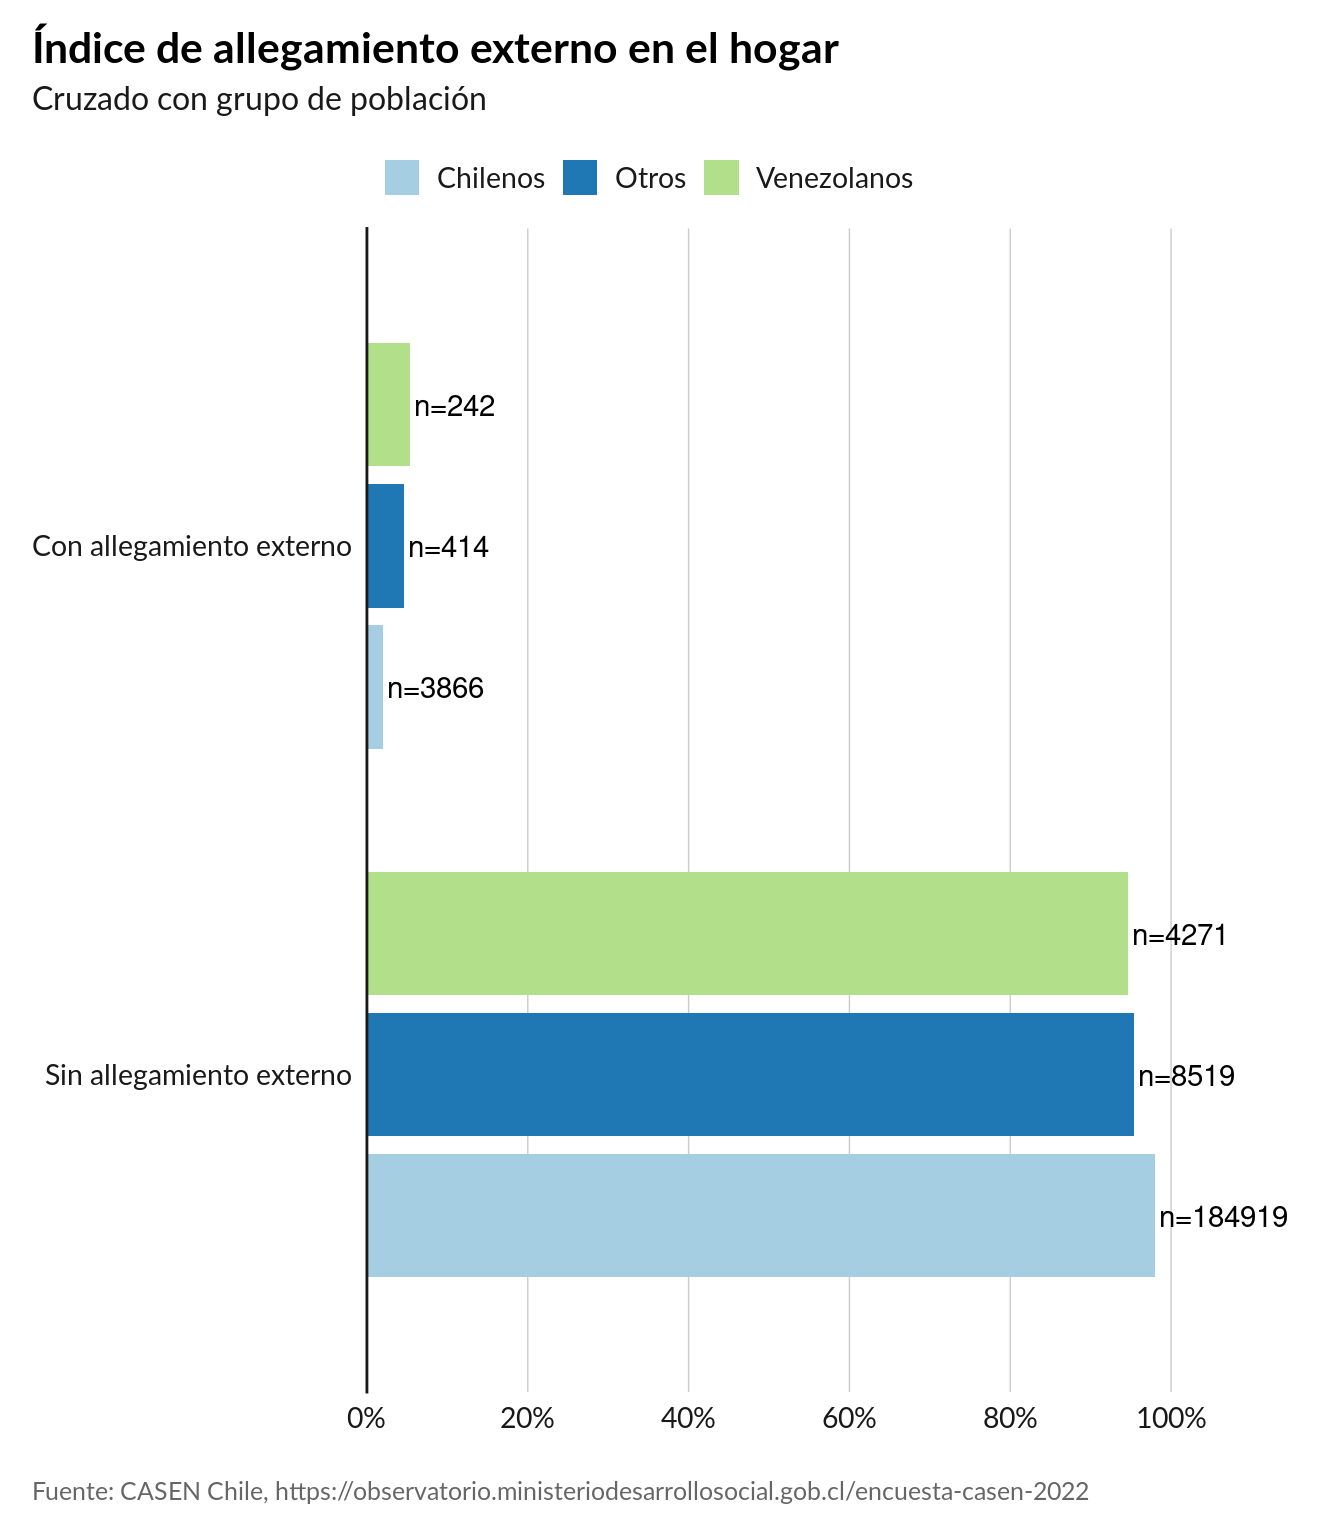 Índice de allegamiento externo en el hogar
Cruzado con grupo de población
Chilenos Otros Venezolanos
n=242
Con allegamiento externo n=414
n=3866
n=4271
Sin allegamiento externo n=8519
n=184919
0% 20% 40% 60% 80% 100%
Fuente: CASEN Chile, https://observatorio.ministeriodesarrollosocial.gob.cl/encuesta-casen-2022